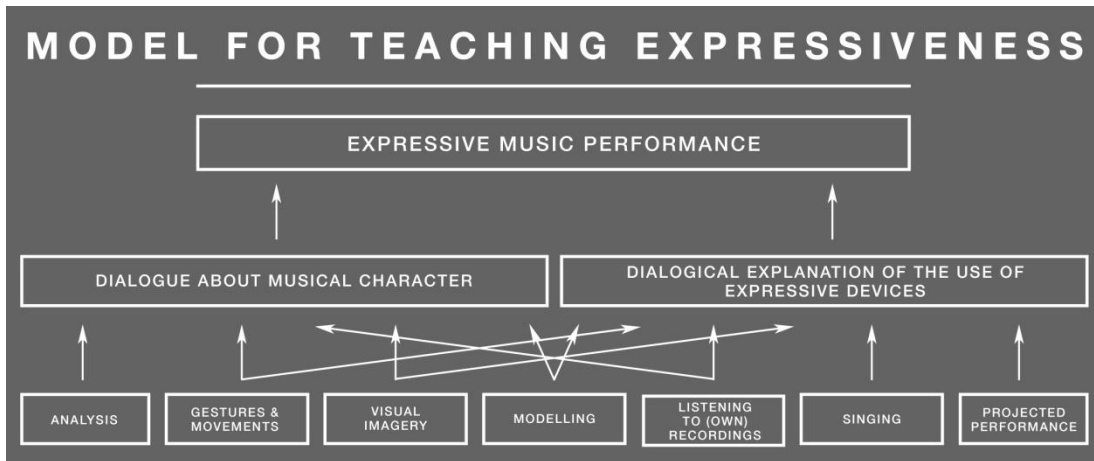 MODEL FOR TEACHING EXPRESSIVENESS
EXPRESSIVE MUSIC PERFORMANCE
DIALOGUE ABOUT MUSICAL CHARACTER
DIALOGICAL EXPLANATION OF THE USE OF
EXPRESSIVE DEVICES
ANALYSIS
GESTURES &
MOVEMENTS
VISUAL
IMAGERY
MODELLING
LISTENING
TO (OWN)
RECORDINGS
SINGING
PROJECTED
PERFORMANCE